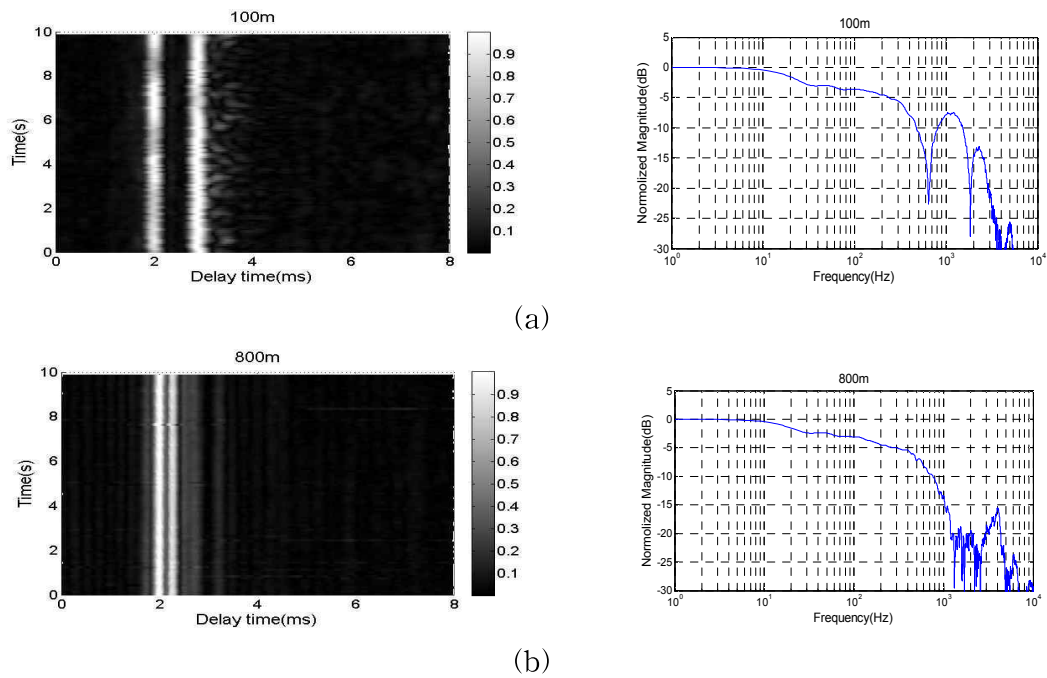 100m
10
8
6
4
2
0
Time(s)
0 2 4 6 8
Delay time(ms)
0.9
0.8
0.7
0.6
0.5
0.4
0.3
0.2
0.1
100m
5
0
-5
-10
-15
-20
-25
-30
Normolized Magnitude(dB)
10^0 10^1 10^2 10^3 10^4
Frequency(Hz)
(a)
800m
10
8
6
4
2
0
Time(s)
0 2 4 6 8
Delay time(ms)
0.9
0.8
0.7
0.6
0.5
0.4
0.3
0.2
0.1
800m
5
0
-5
-10
-15
-20
-25
-30
Normolized Magnitude(dB)
10^0 10^1 10^2 10^3 10^4
Frequency(Hz)
(b)